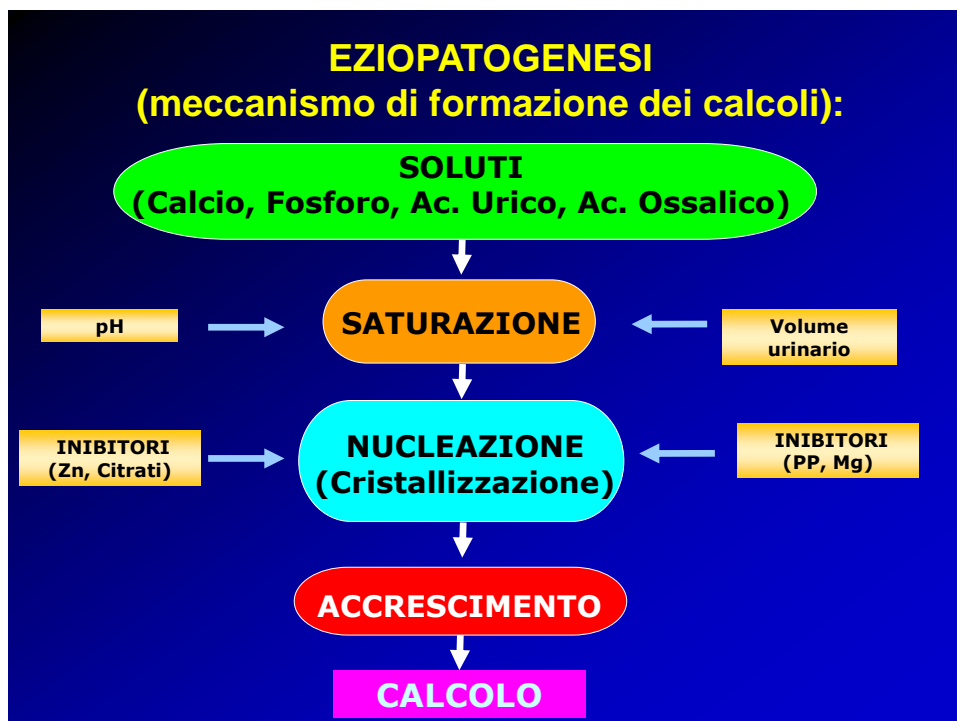 EZIOPATOGENESI
(meccanismo di formazione dei calcoli):
SOLUTI
(Calcio, Fosforo, Ac. Urico, Ac. Ossalico)
pH
SATURAZIONE
Volume
urinario
INIBITORI
(Zn, Citrati)
NUCLEAZIONE
(Cristallizzazione)
INIBITORI
(PP, Mg)
ACCRESCIMENTO
CALCOLO